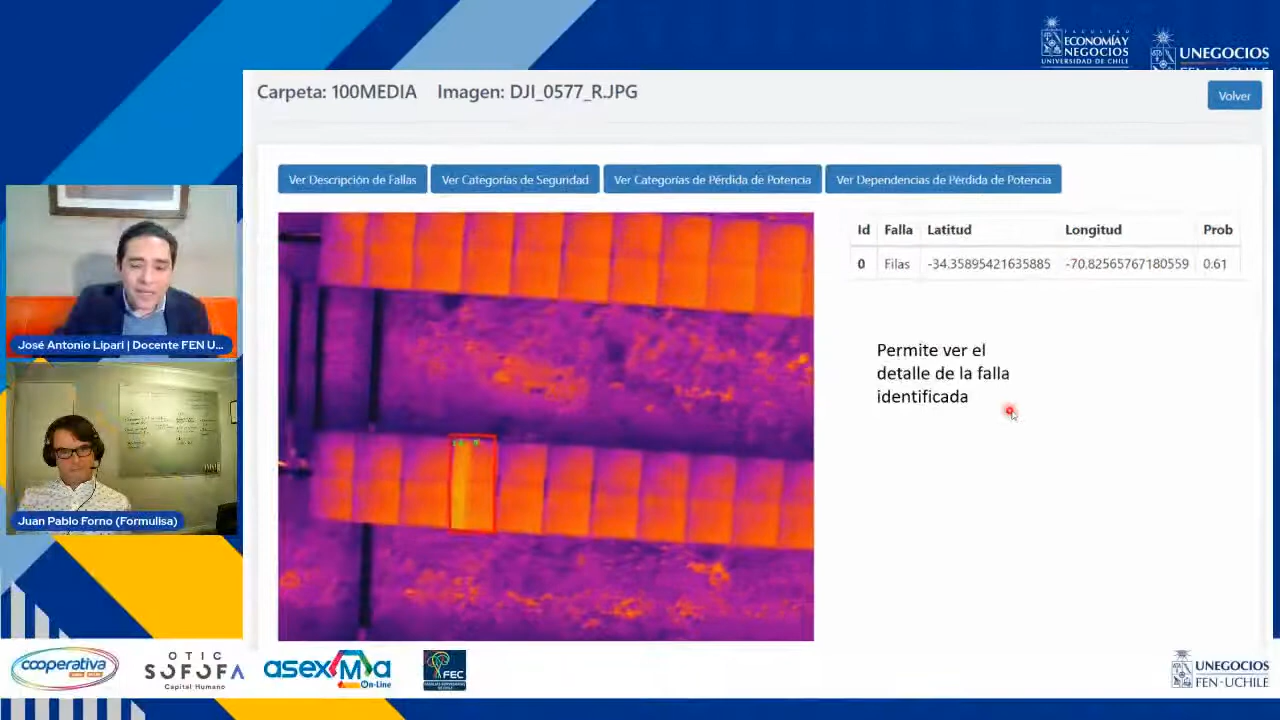 FACULTAD
ECONOMÍA Y
NEGOCIOS
UNIVERSIDAD DE CHILE
UNEGOCIOS
FEN-UCHILE
Carpeta: 100MEDIA Imagen: DJI_0577_R.JPG
Volver
Ver Descripción de Fallas
Ver Categorías de Seguridad
Ver Categorías de Pérdida de Potencia
Ver Dependencias de Pérdida de Potencia
Id Falla Latitud Longitud Prob
0 Filas -34.35895421635885 -70.82565767180559 0.61
Permite ver el
detalle de la falla
identificada
José Antonio Lipari | Docente FEN U...
Juan Pablo Forno (Formulisa)
cooperativa
OTIC
SOFOFA
Capital Humano
asexma
On-Line
FEC
UNEGOCIOS
FEN-UCHILE